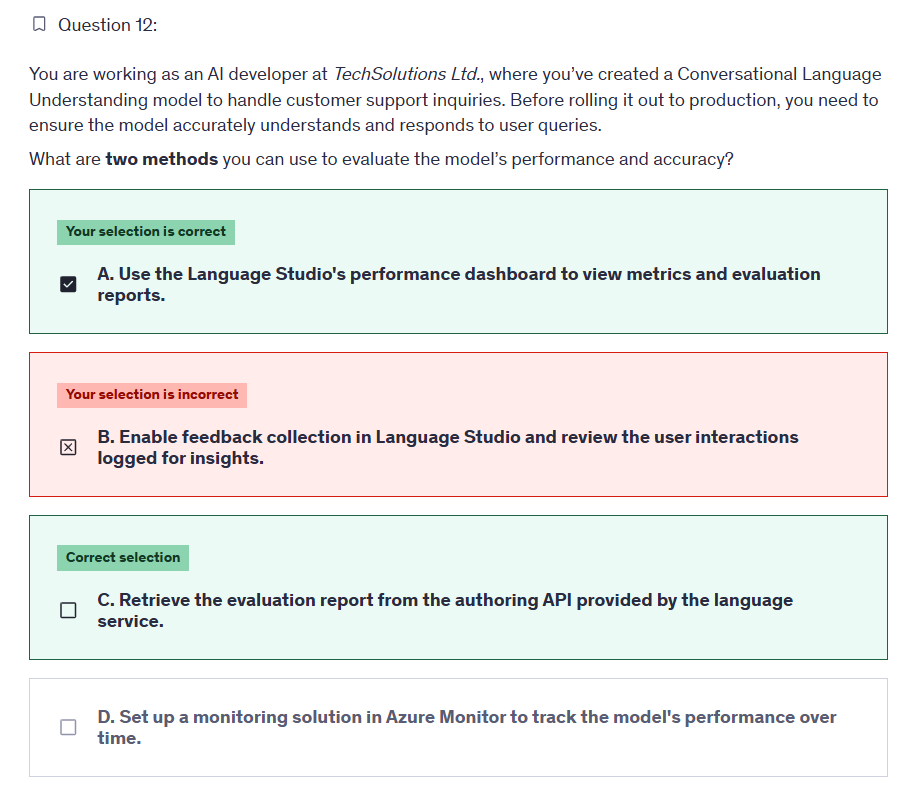 Question 12:
You are working as an AI developer at TechSolutions Ltd., where you’ve created a Conversational Language
Understanding model to handle customer support inquiries. Before rolling it out to production, you need to
ensure the model accurately understands and responds to user queries.
What are two methods you can use to evaluate the model’s performance and accuracy?
Your selection is correct
A. Use the Language Studio's performance dashboard to view metrics and evaluation
reports.
Your selection is incorrect
B. Enable feedback collection in Language Studio and review the user interactions
logged for insights.
Correct selection
C. Retrieve the evaluation report from the authoring API provided by the language
service.
D. Set up a monitoring solution in Azure Monitor to track the model's performance over
time.